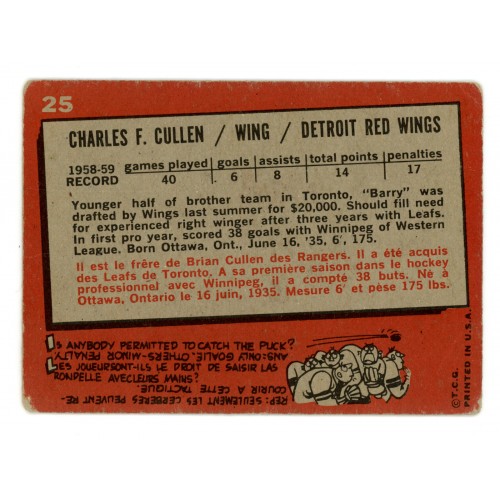 25
CHARLES F. CULLEN / WING / DETROIT RED WINGS
1958-59 games played goals assists total points penalties
RECORD 40 6 8 14 17
Younger half of brother team in Toronto, "Barry" was
drafted by Wings last summer for $20,000. Should fill need
for experienced right winger after three years with Leafs.
In first pro year, scored 38 goals with Winnipeg of Western
League. Born Ottawa, Ont., June 16, '35, 6', 175.
Il est le frêre de Brian Cullen des Rangers. Il a été acquis
des Leafs de Toronto. A sa première saison dans le hockey
professionnel avec Winnipeg, il a compté 38 buts. Né à
Ottawa, Ontario le 16 juin, 1935. Mesure 6' et pèse 175 lbs.
IS ANYBODY PERMITTED TO CATCH THE PUCK?
ANS: ONLY GOALIE. OTHERS-MINOR PENALTY
LES JOUEURS ONT-ILS LE DROIT DE SAISIR LAS
RONDELLE AVEC LEURS MAINS?
REP: SEULEMENT LES CERBÈRES PEUVENT RE-
COURIR A CETTE TACTIQUE.
© T.C.G. PRINTED IN U.S.A.